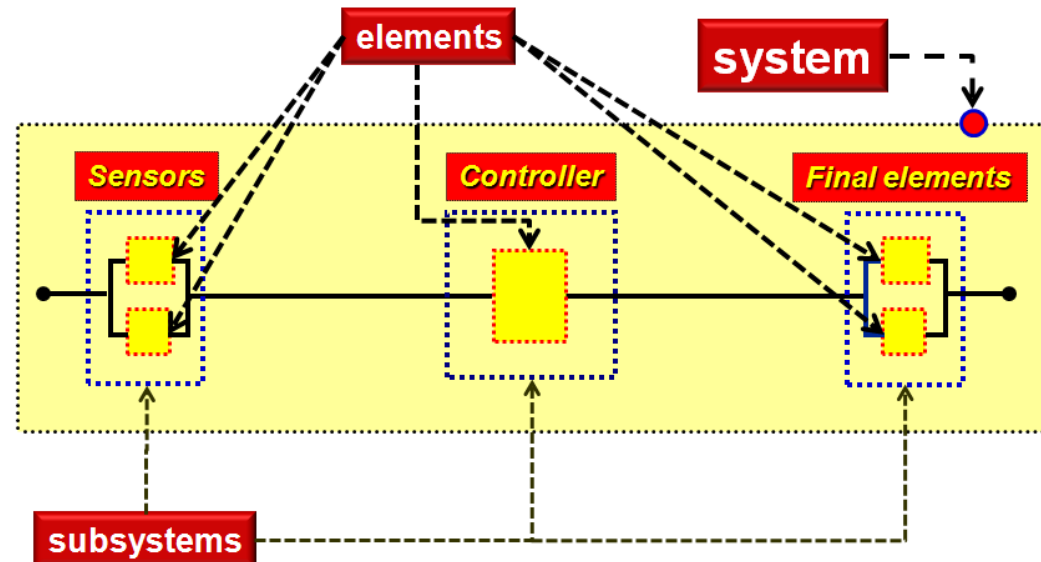 elements
system
Sensors
Controller
Final elements
subsystems